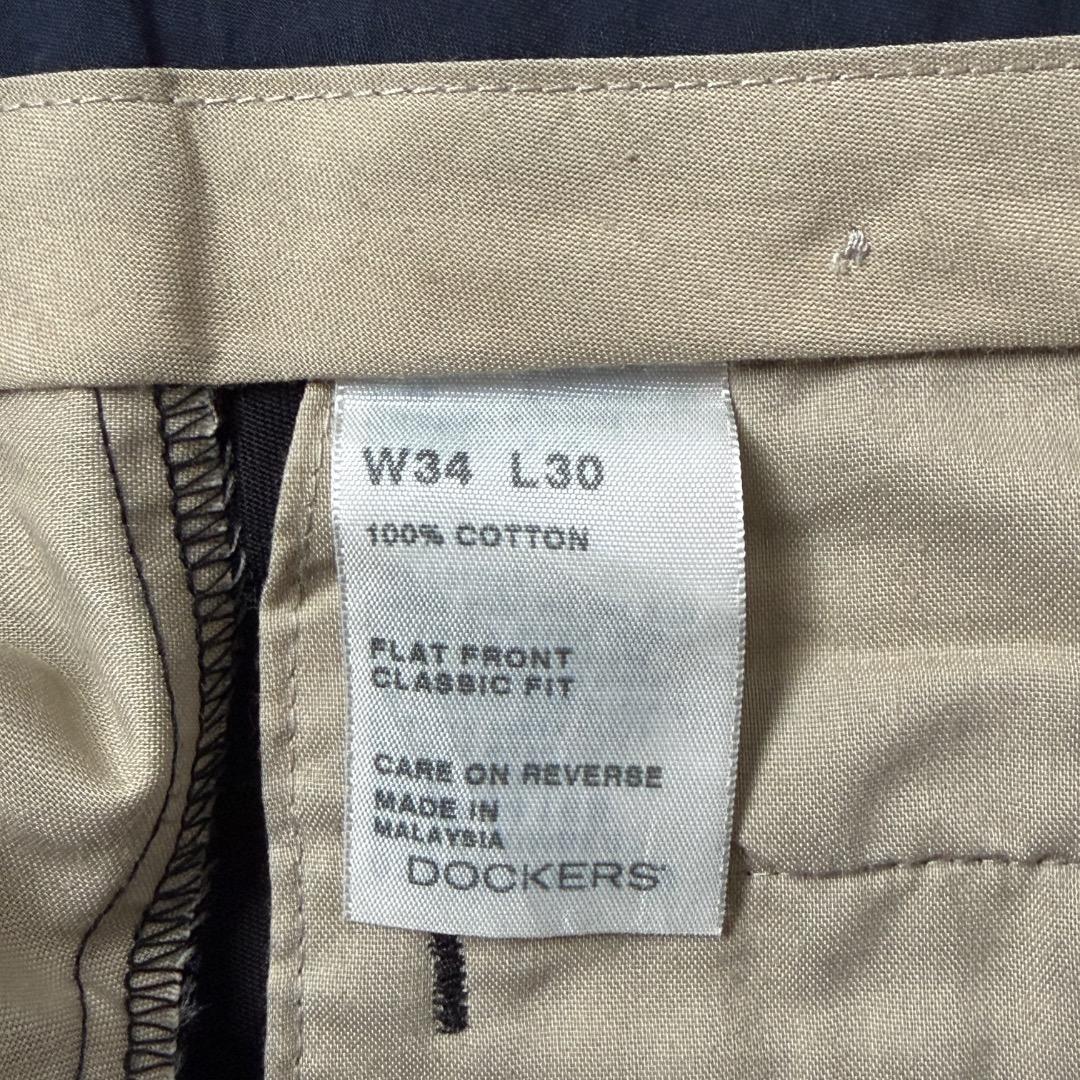 W34 L30
100% COTTON
FLAT FRONT
CLASSIC FIT
CARE ON REVERSE
MADE IN
MALAYSIA
DOCKERS®